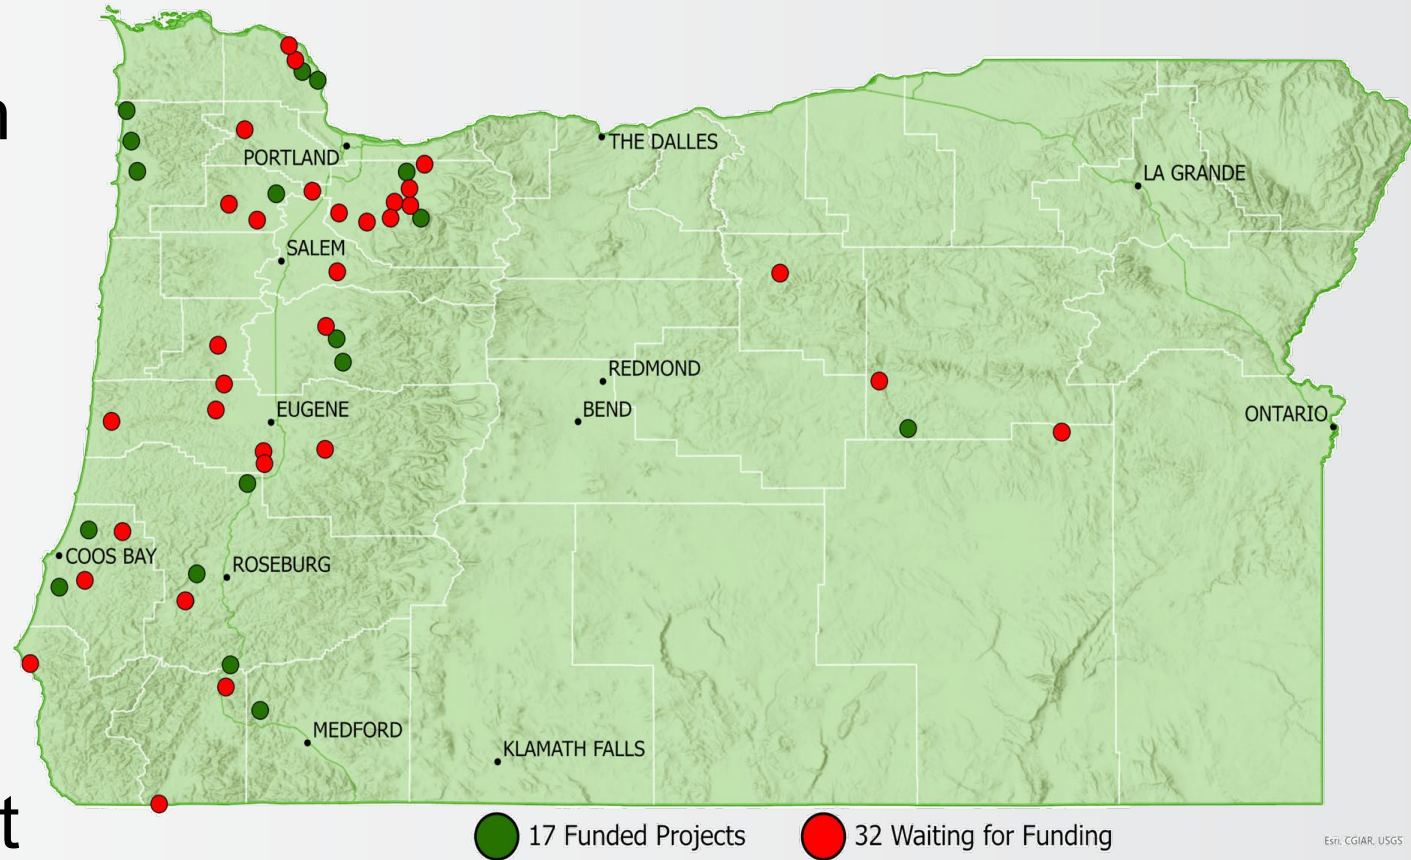 n
THE DALLES
PORTLAND
LA GRANDE
SALEM
REDMOND
BEND
EUGENE
ONTARIO
COOS BAY
ROSEBURG
MEDFORD
KLAMATH FALLS
t
17 Funded Projects
32 Waiting for Funding
Esri, CGIAR, USGS